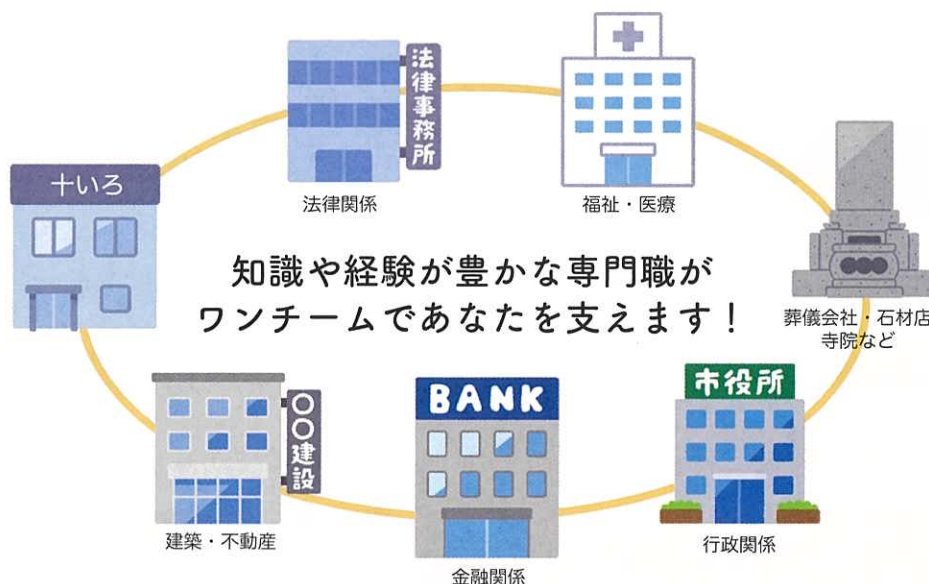 法律事務所
法律関係
福祉・医療
十いろ
知識や経験が豊かな専門職が
ワンチームであなたを支えます！
葬儀会社・石材店
寺院など
〇〇建設
建築・不動産
BANK
金融関係
市役所
行政関係